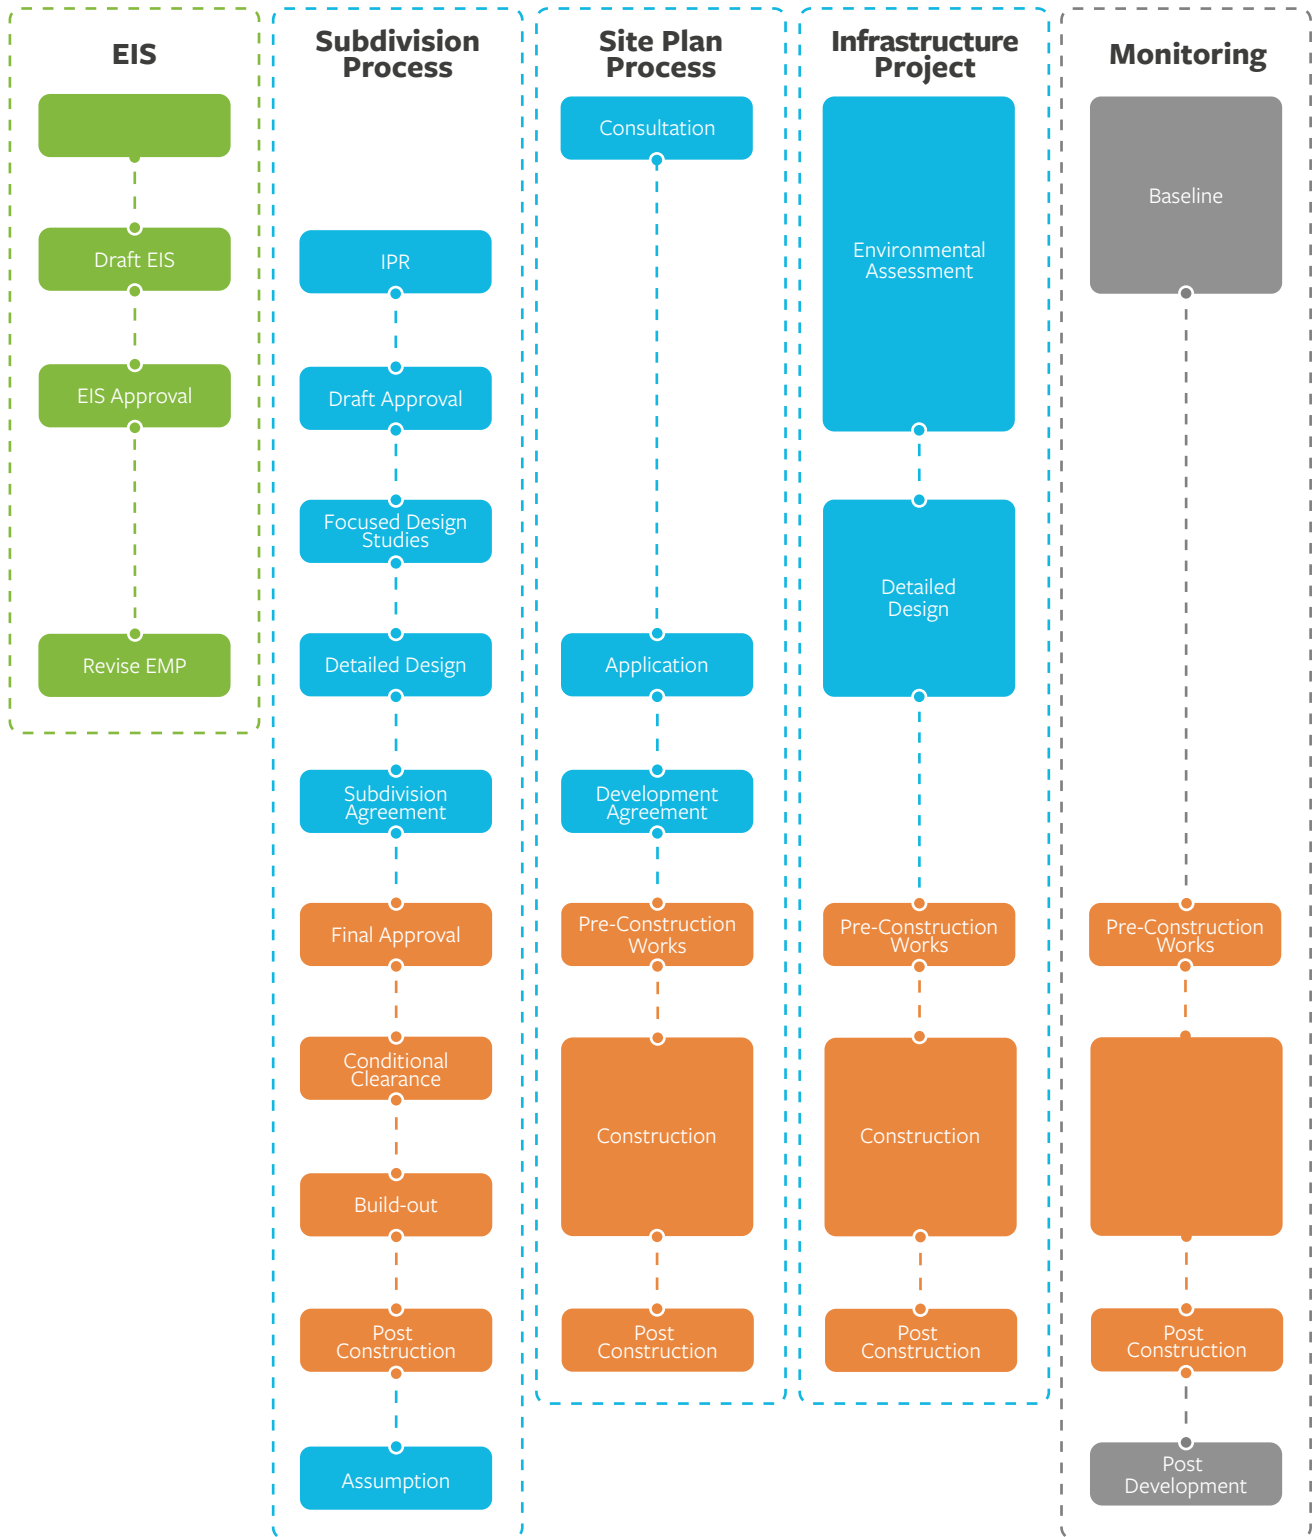 EIS
Draft EIS
EIS Approval
Revise EMP
Subdivision
Process
IPR
Draft Approval
Focused Design
Studies
Detailed Design
Subdivision
Agreement
Final Approval
Conditional
Clearance
Build-out
Post
Construction
Assumption
Site Plan
Process
Consultation
Application
Development
Agreement
Pre-Construction
Works
Construction
Post
Construction
Infrastructure
Project
Environmental
Assessment
Detailed
Design
Pre-Construction
Works
Construction
Post
Construction
Monitoring
Baseline
Pre-Construction
Works
Post
Construction
Post
Development